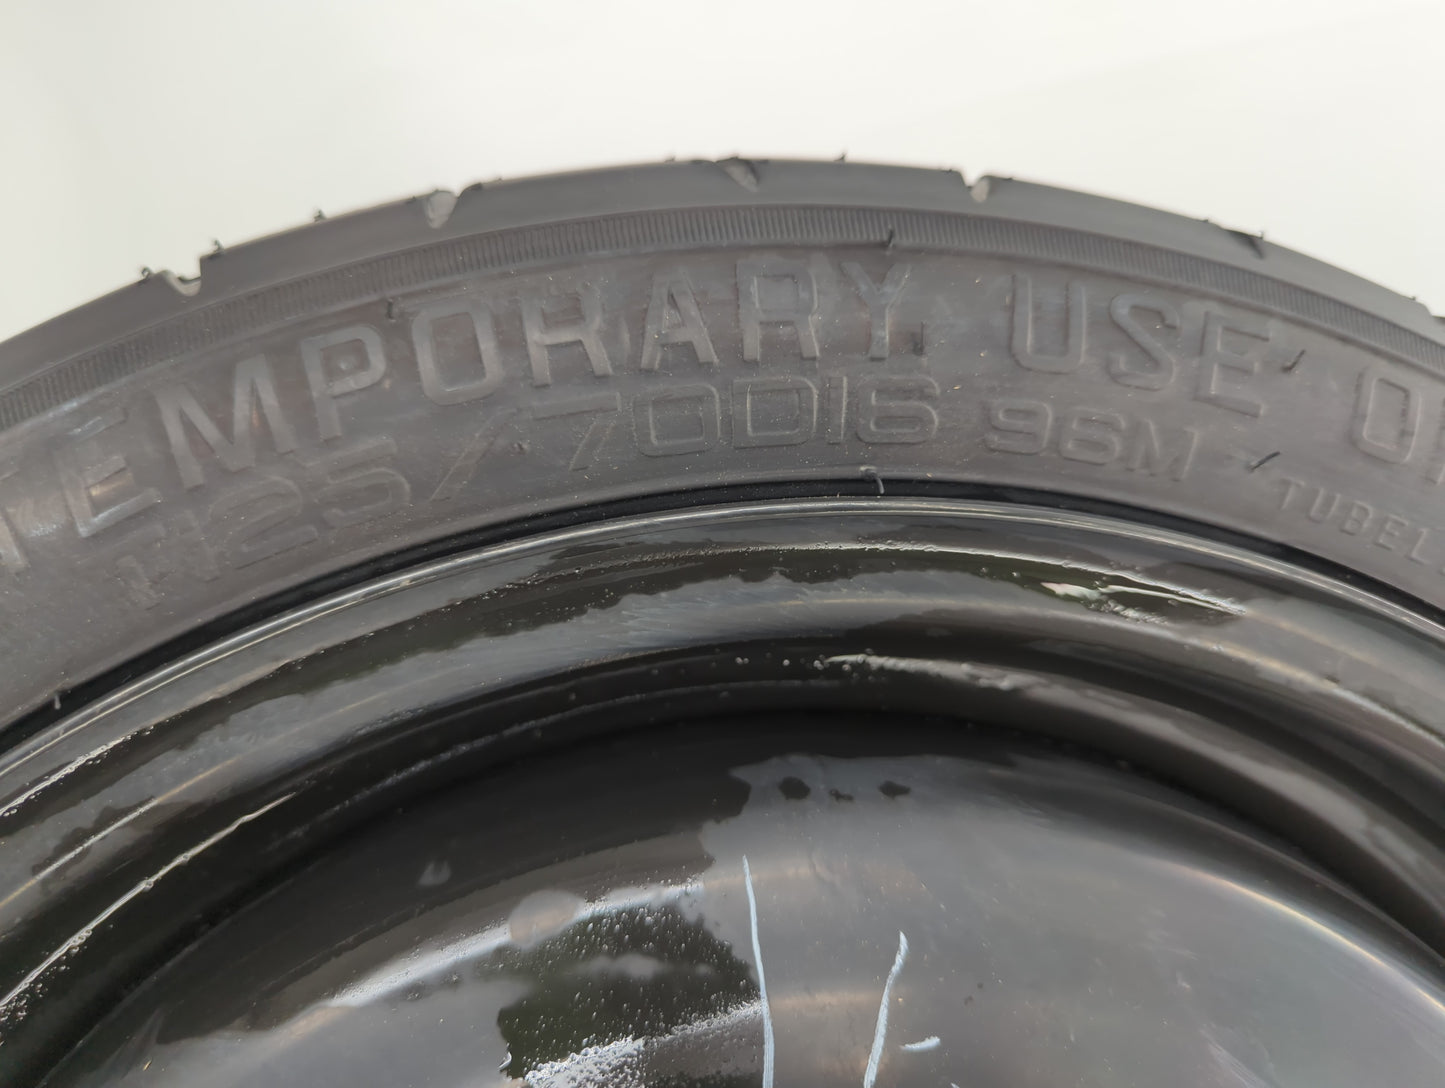 TEMPORARY USE
T125/70D16 96M